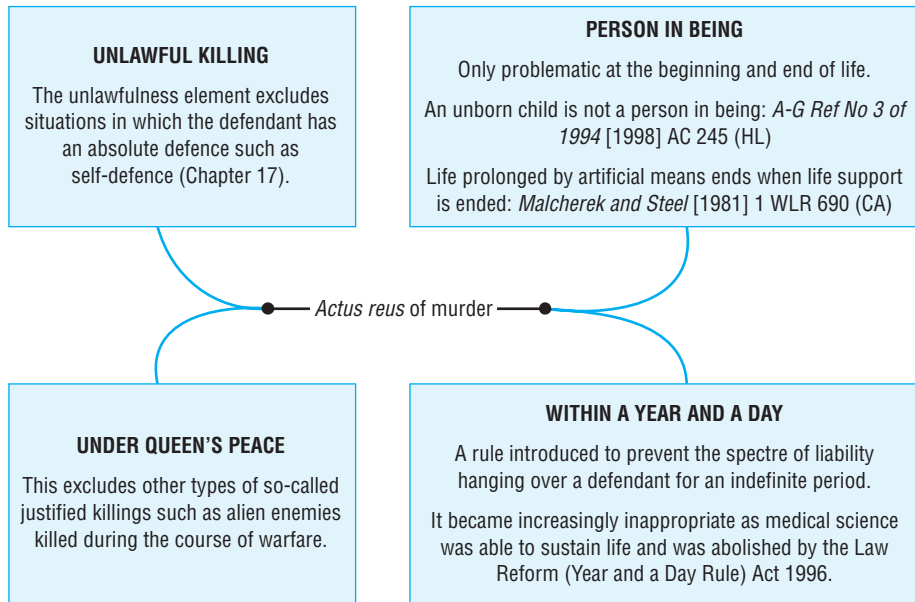 UNLAWFUL KILLING
The unlawfulness element excludes
situations in which the defendant has
an absolute defence such as
self-defence (Chapter 17).
PERSON IN BEING
Only problematic at the beginning and end of life.
An unborn child is not a person in being: A-G Ref No 3 of
1994 [1998] AC 245 (HL)
Life prolonged by artificial means ends when life support
is ended: Malcherek and Steel [1981] 1 WLR 690 (CA)
Actus reus of murder
UNDER QUEEN'S PEACE
This excludes other types of so-called
justified killings such as alien enemies
killed during the course of warfare.
WITHIN A YEAR AND A DAY
A rule introduced to prevent the spectre of liability
hanging over a defendant for an indefinite period.
It became increasingly inappropriate as medical science
was able to sustain life and was abolished by the Law
Reform (Year and a Day Rule) Act 1996.